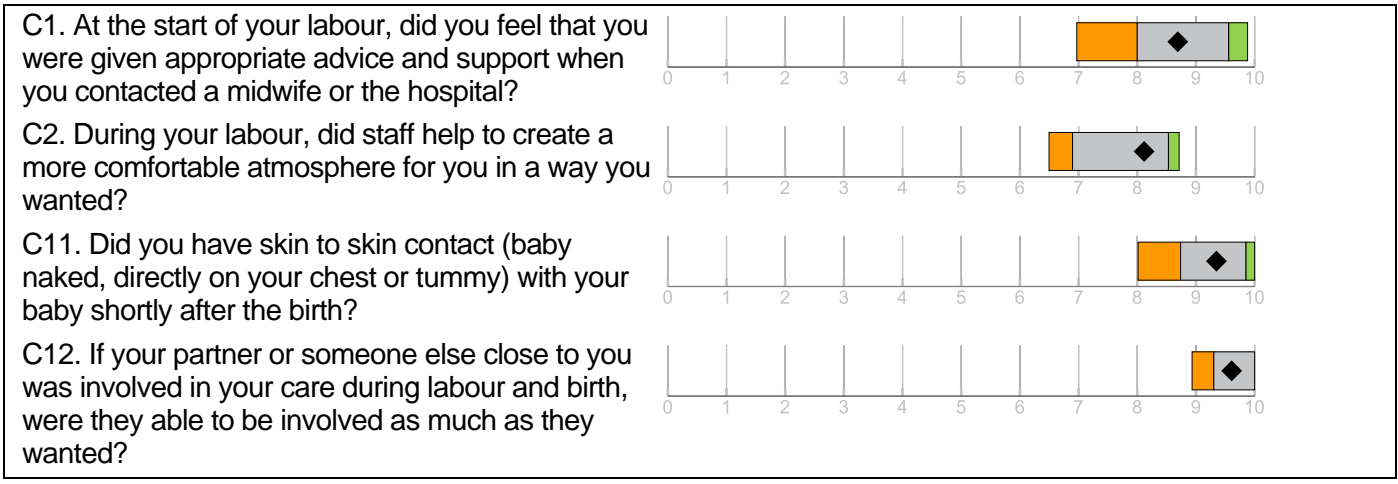 C1. At the start of your labour, did you feel that you
were given appropriate advice and support when
you contacted a midwife or the hospital?
0 1 2 3 4 5 6 7 8 9 10
C2. During your labour, did staff help to create a
more comfortable atmosphere for you in a way you
wanted?
0 1 2 3 4 5 6 7 8 9 10
C11. Did you have skin to skin contact (baby
naked, directly on your chest or tummy) with your
baby shortly after the birth?
0 1 2 3 4 5 6 7 8 9 10
C12. If your partner or someone else close to you
was involved in your care during labour and birth,
were they able to be involved as much as they
wanted?
0 1 2 3 4 5 6 7 8 9 10